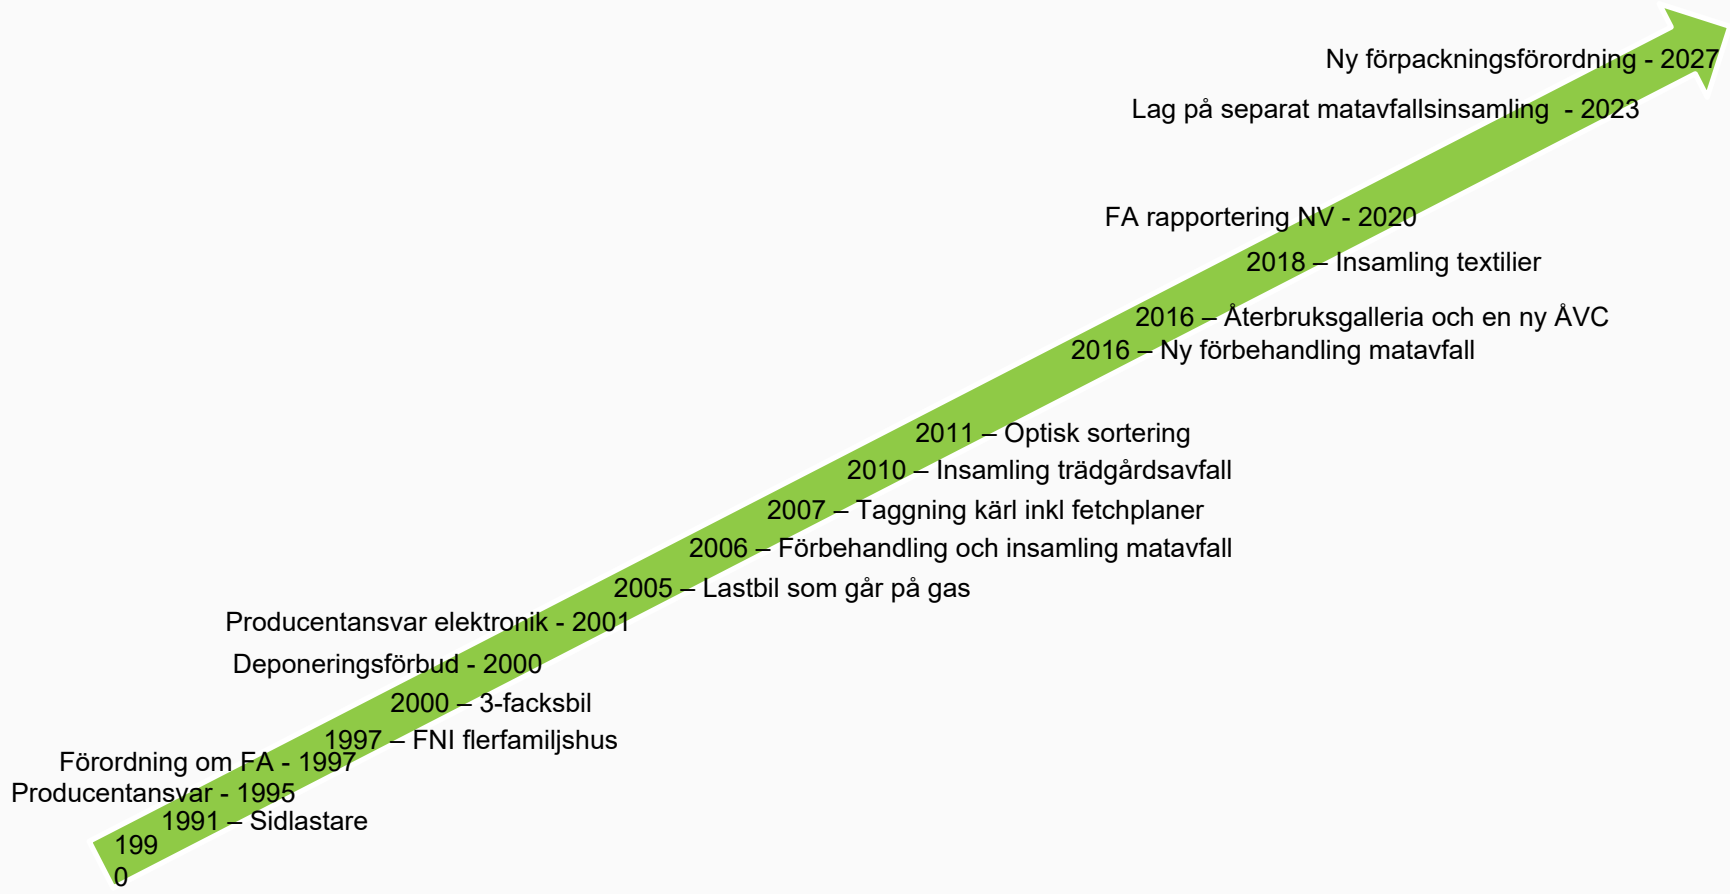 Ny förpackningsförordning - 2027
Lag på separat matavfallsinsamling  - 2023
FA rapportering NV - 2020
2018 – Insamling textilier
2016 – Återbruksgalleria och en ny ÅVC
2016 – Ny förbehandling matavfall
2011 – Optisk sortering
2010 – Insamling trädgårdsavfall
2007 – Taggning kärl inkl fetchplaner
2006 – Förbehandling och insamling matavfall
2005 – Lastbil som går på gas
Producentansvar elektronik - 2001
Deponeringsförbud - 2000
2000 – 3-facksbil
1997 – FNI flerfamiljshus
Förordning om FA - 1997
Producentansvar - 1995
1991 – Sidlastare
199
0